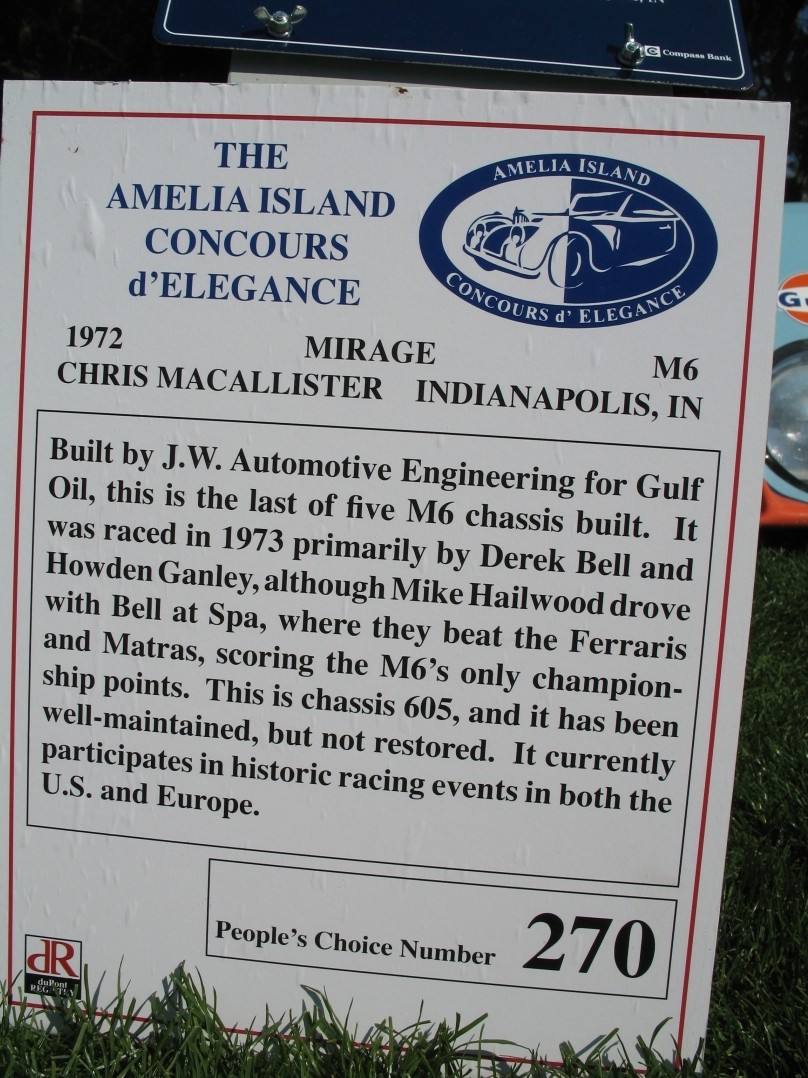 Compass Bank
THE
AMELIA ISLAND
CONCOURS
d'ELEGANCE
AMELIA ISLAND
CONCOURS d' ELEGANCE
1972 MIRAGE M6
CHRIS MACALLISTER INDIANAPOLIS, IN
Built by J.W. Automotive Engineering for Gulf
Oil, this is the last of five M6 chassis built. It
was raced in 1973 primarily by Derek Bell and
Howden Ganley, although Mike Hailwood drove
with Bell at Spa, where they beat the Ferraris
and Matras, scoring the M6's only champion-
ship points. This is chassis 605, and it has been
well-maintained, but not restored. It currently
participates in historic racing events in both the
U.S. and Europe.
People's Choice Number 270
dR
duPont